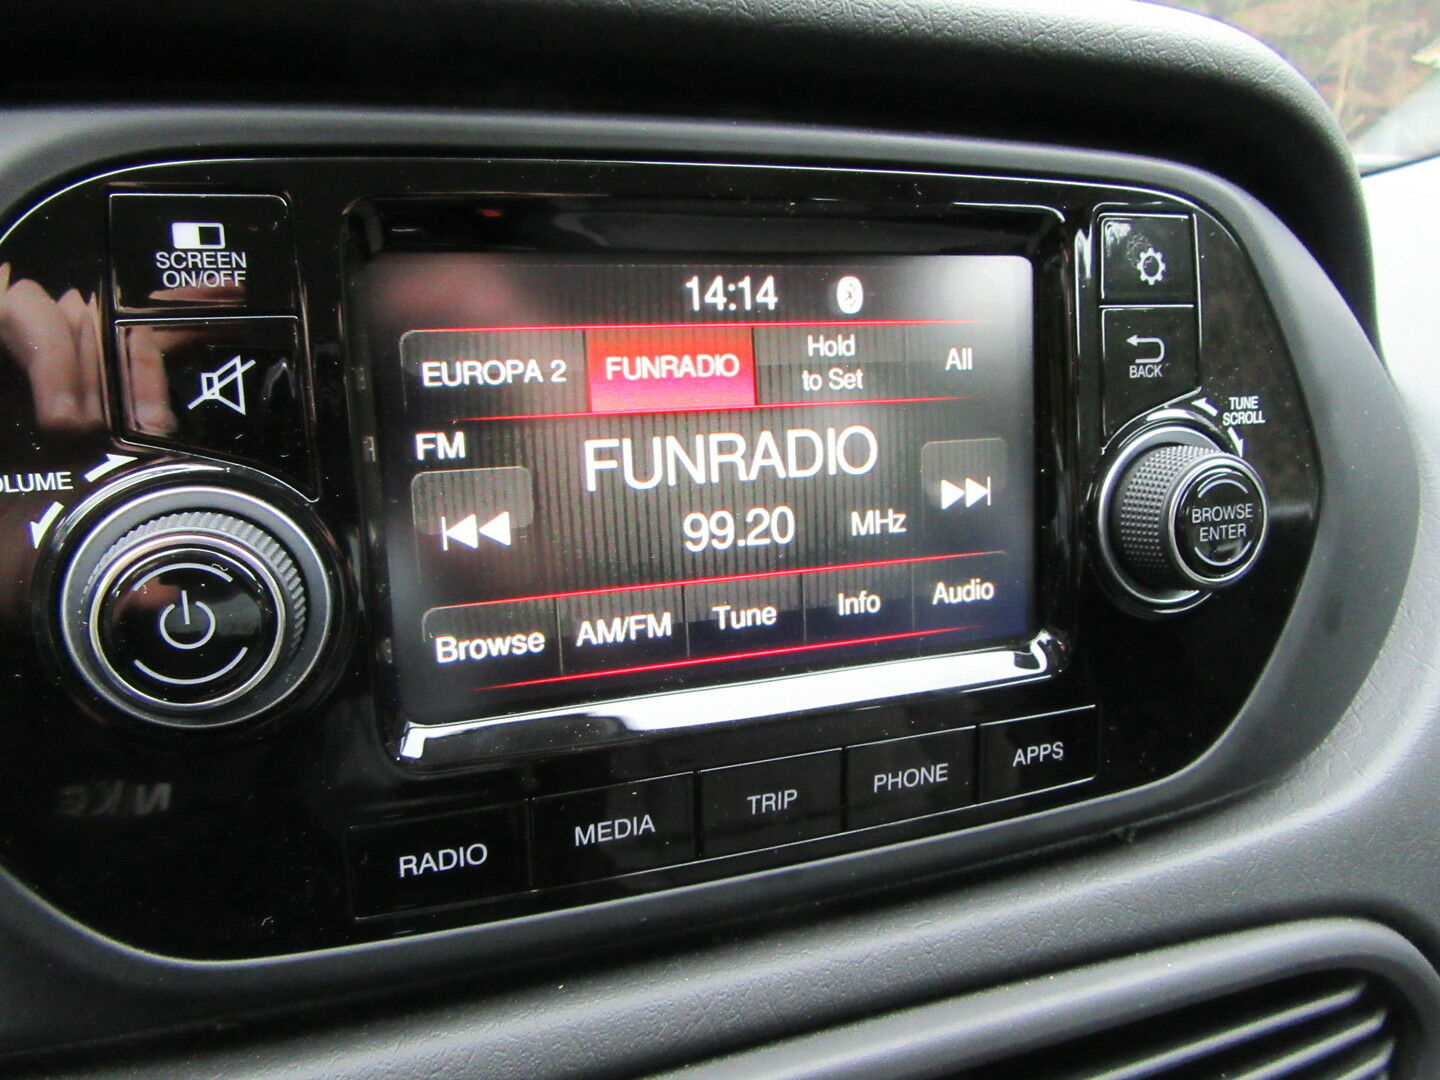 SCREEN
ON/OFF
VOLUME
14:14
EUROPA 2
FUNRADIO
Hold
to Set
All
FM
FUNRADIO
99.20 MHz
Browse
AM/FM
Tune
Info
Audio
BACK
TUNE
SCROLL
BROWSE
ENTER
RADIO
MEDIA
TRIP
PHONE
APPS